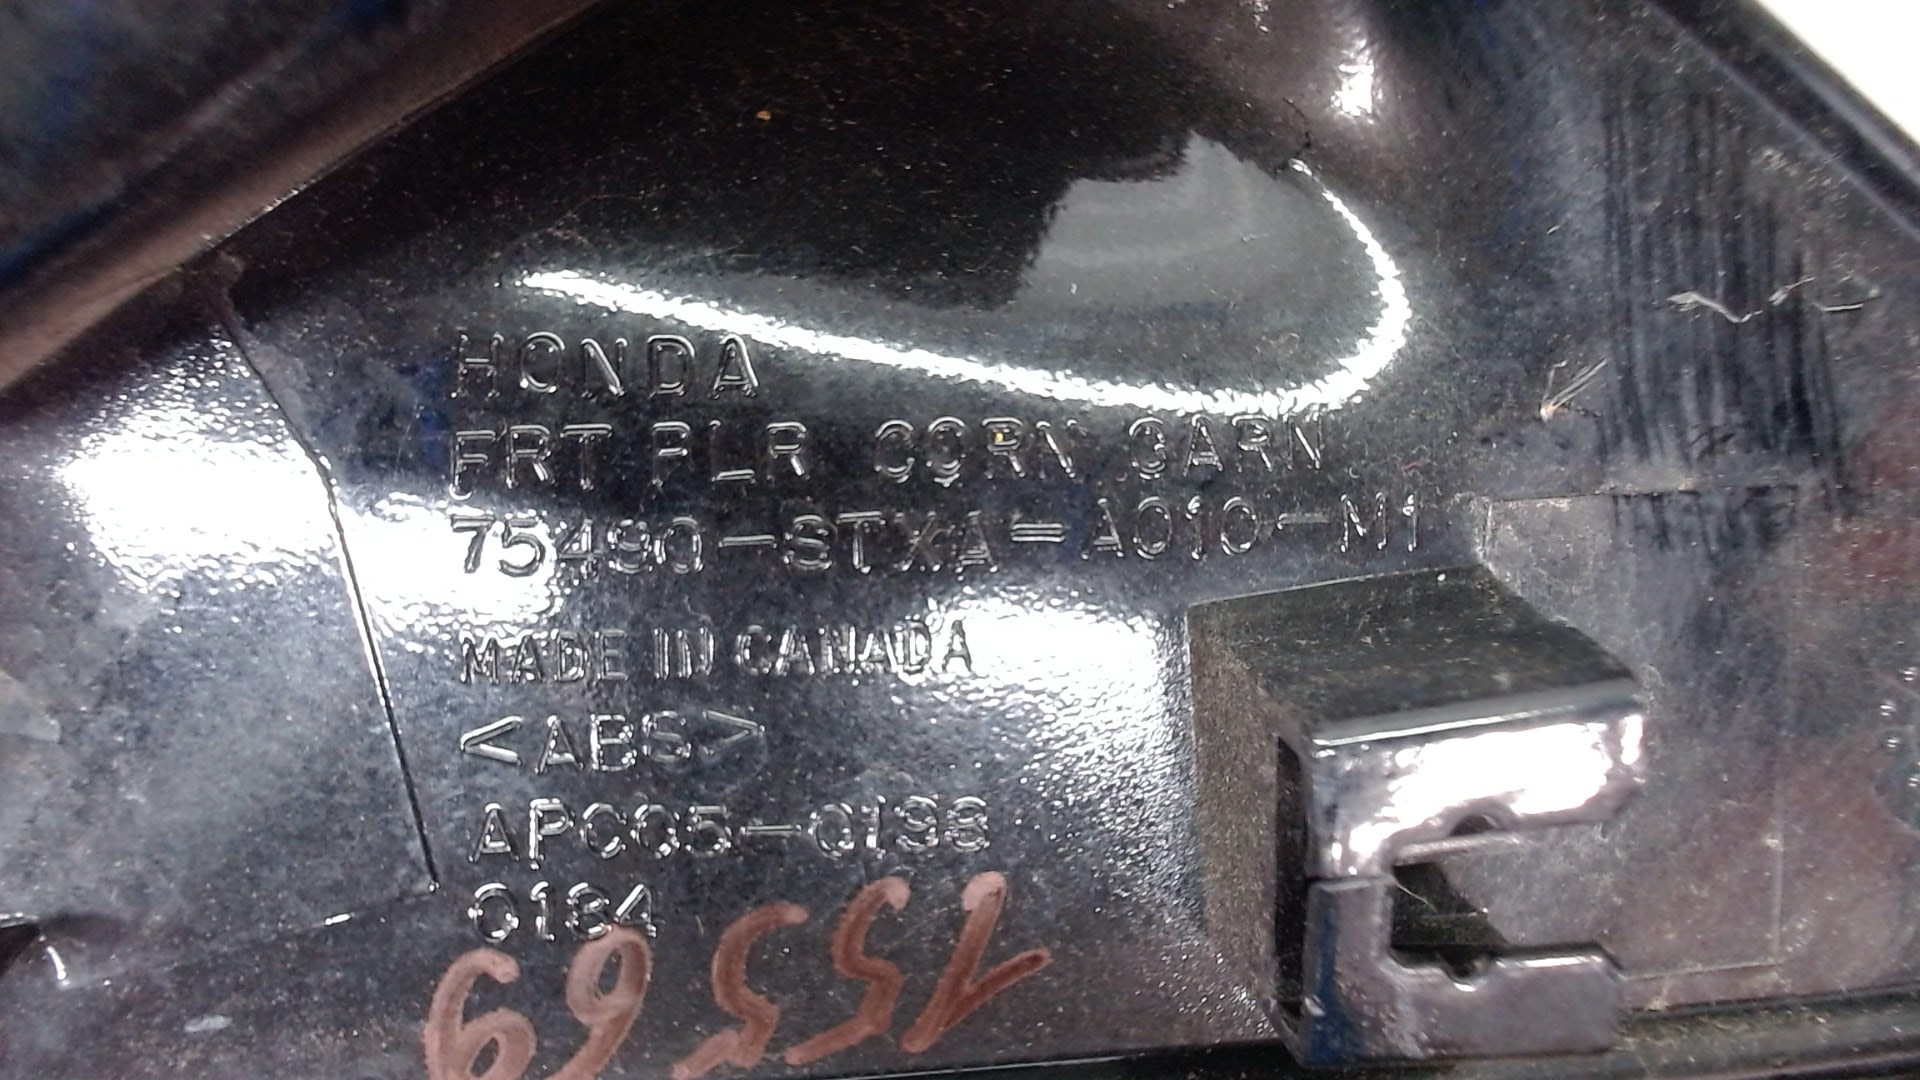 HONDA
FRT PLR CORN GARN
75490-STXA-A010-M1
MADE IN CANADA
<ABS>
APC05-0198
0184
15569